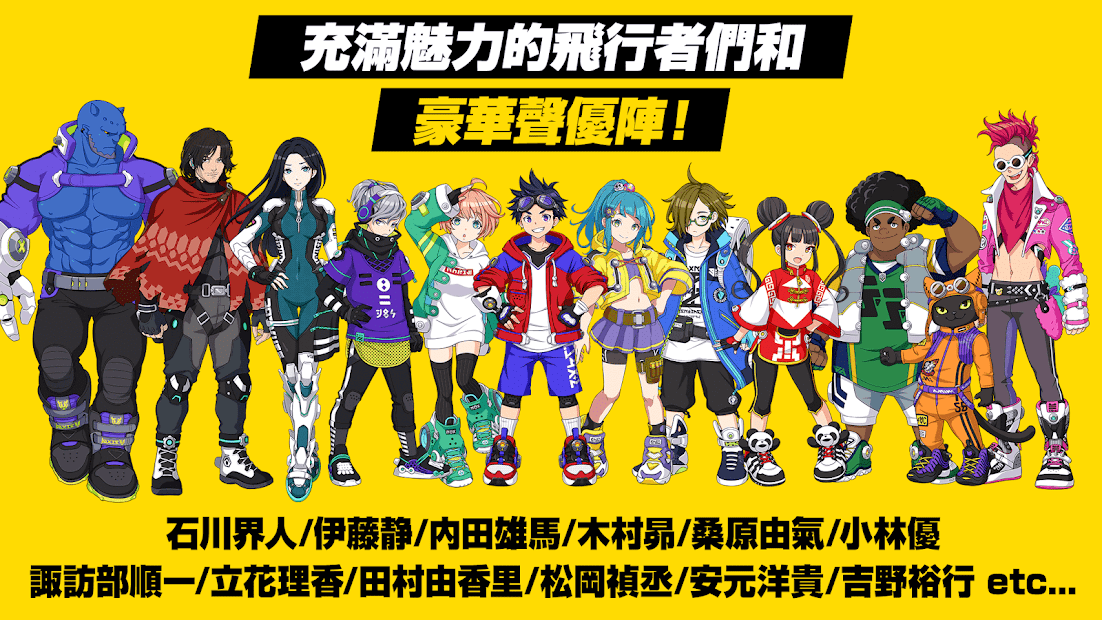 充滿魅力的飛行者們和
豪華聲優陣！
石川界人/伊藤静/内田雄馬/木村昴/桑原由氣/小林優
諏訪部順一/立花理香/田村由香里/松岡禎丞/安元洋貴/吉野裕行 etc...